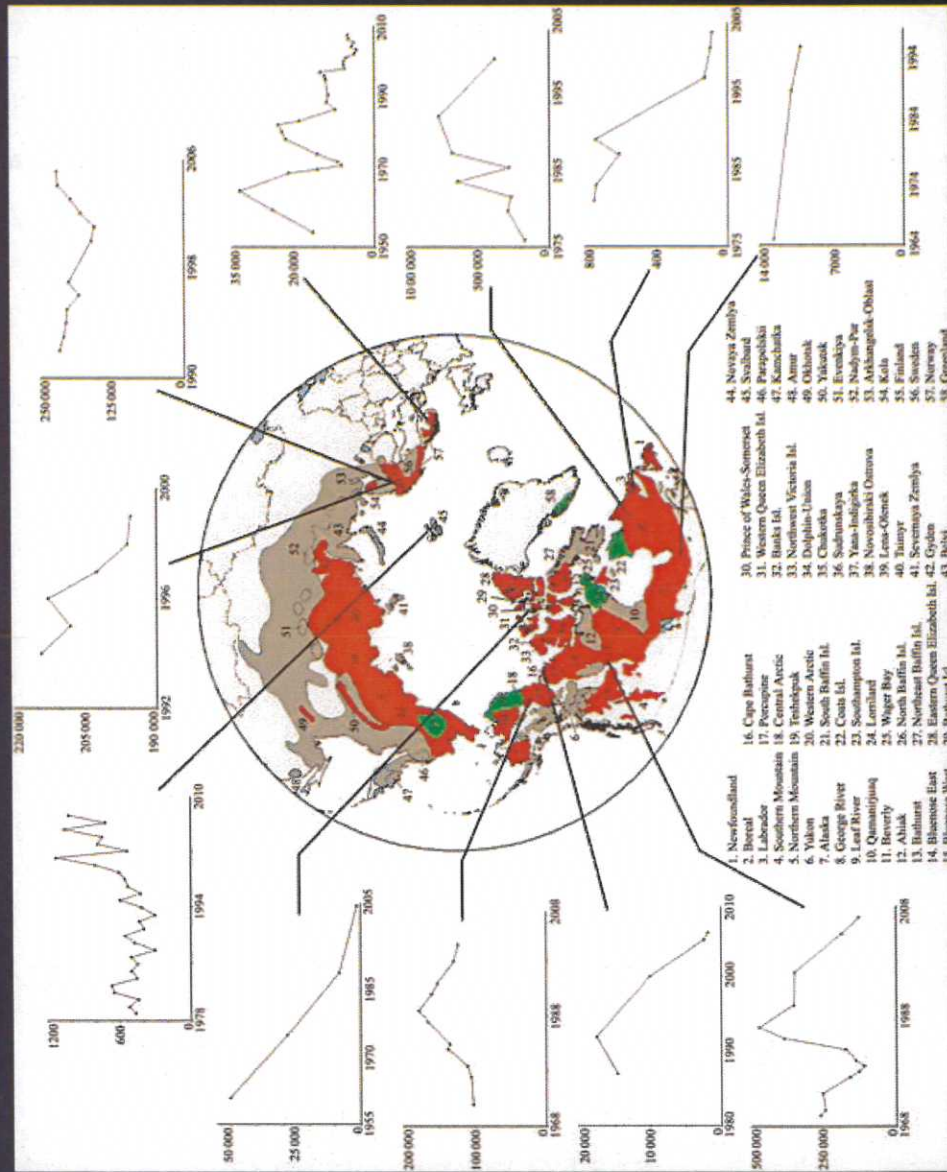 220 000
205 000
190 000
1992
1996
2000
250 000
125 000
0
1990
1998
2006
1200
600
0
1978
1994
2010
35 000
20 000
0
1950
1970
1990
2010
50 000
25 000
0
1955
1970
1985
2005
10 00 000
500 000
0
1975
1985
1995
2005
200 000
100 000
0
1968
1988
2008
800
400
0
1975
1985
1995
2005
20 000
10 000
0
1980
1990
2000
2010
14 000
7000
0
1964
1974
1984
1994
500 000
250 000
0
1968
1988
2008
1. Newfoundland
2. Boreal
3. Labrador
4. Southern Mountain
5. Northern Mountain
6. Yukon
7. Alaska
8. George River
9. Leaf River
10. Qamanirjuaq
11. Beverly
12. Ahiak
13. Bathurst
14. Bluenose East
15. Bluenose West
16. Cape Bathurst
17. Porcupine
18. Central Arctic
19. Teshekpuk
20. Western Arctic
21. South Baffin Isl.
22. Coats Isl.
23. Southampton Isl.
24. Lorrilard
25. Wager Bay
26. North Baffin Isl.
27. Northeast Baffin Isl.
28. Eastern Queen Elizabeth Isl.
30. Prince of Wales-Somerset
31. Western Queen Elizabeth Isl.
32. Banks Isl.
33. Northwest Victoria Isl.
34. Dolphin-Union
35. Chukotka
36. Sudrunskaya
37. Yana-Indigirka
38. Novosibirski Ostrova
39. Lena-Olenek
40. Taimyr
41. Severnaya Zemlya
42. Gyden
44. Novaya Zemlya
45. Svalbard
46. Parapolskii
47. Kamchatka
48. Amur
49. Okhotsk
50. Yakutsk
51. Evenkiya
52. Nadym-Pur
53. Arkhangelsk-Oblast
54. Kola
55. Finland
56. Sweden
57. Norway
58. Greenland